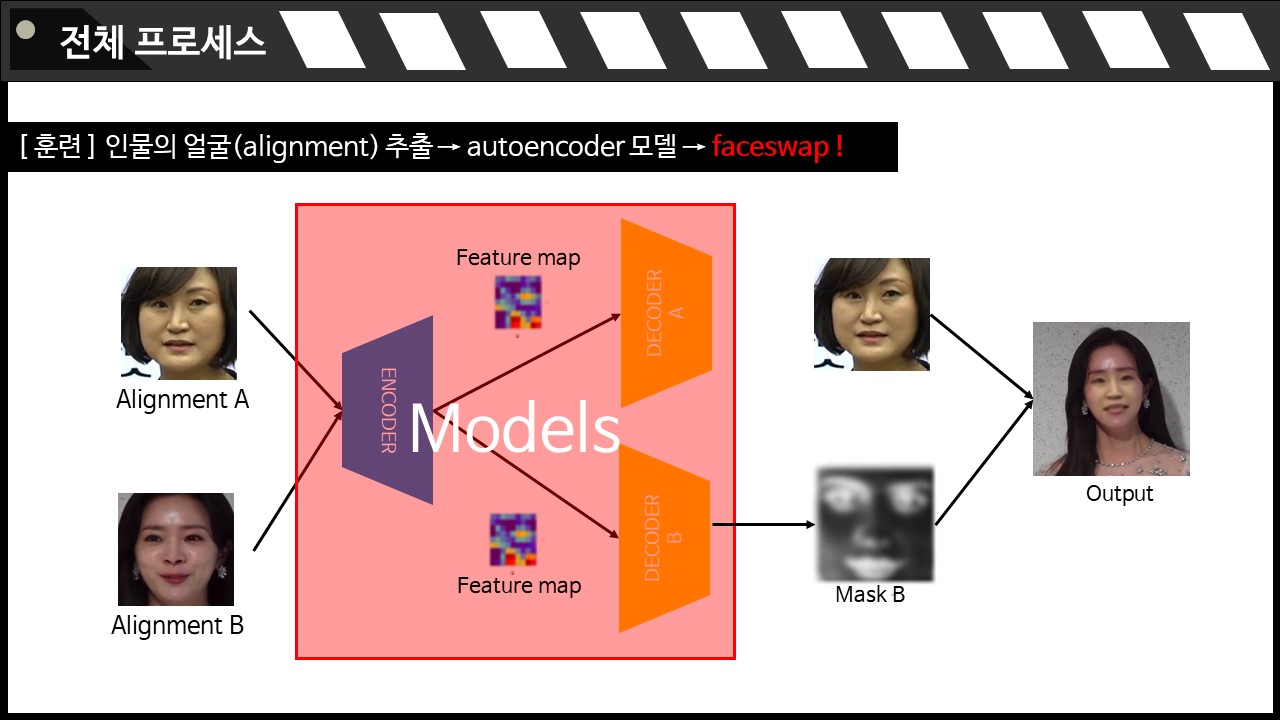 전체 프로세스
[ 훈련 ] 인물의 얼굴(alignment) 추출→ autoencoder 모델→ faceswap !
Feature map
DECODER
A
ENCODER
Alignment A
Models
Output
DECODER
B
Feature map
Mask B
Alignment B